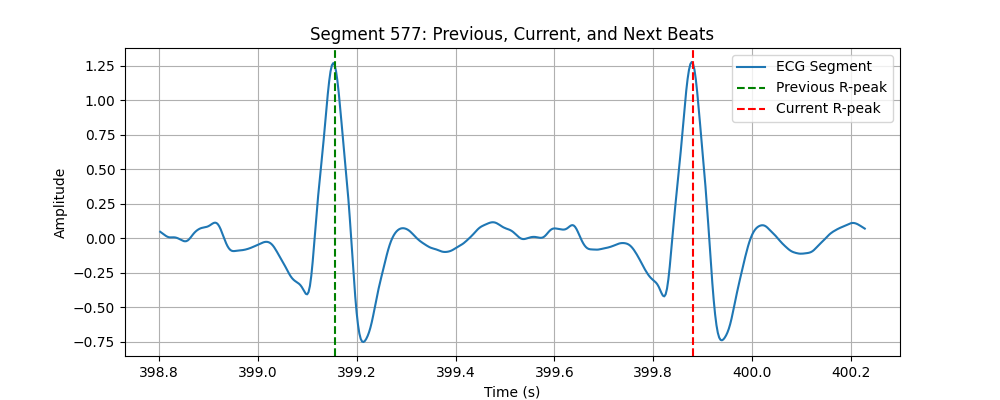 Segment 577: Previous, Current, and Next Beats
ECG Segment
Previous R-peak
Current R-peak
Amplitude
1.25
1.00
0.75
0.50
0.25
0.00
−0.25
−0.50
−0.75
398.8 399.0 399.2 399.4 399.6 399.8 400.0 400.2
Time (s)